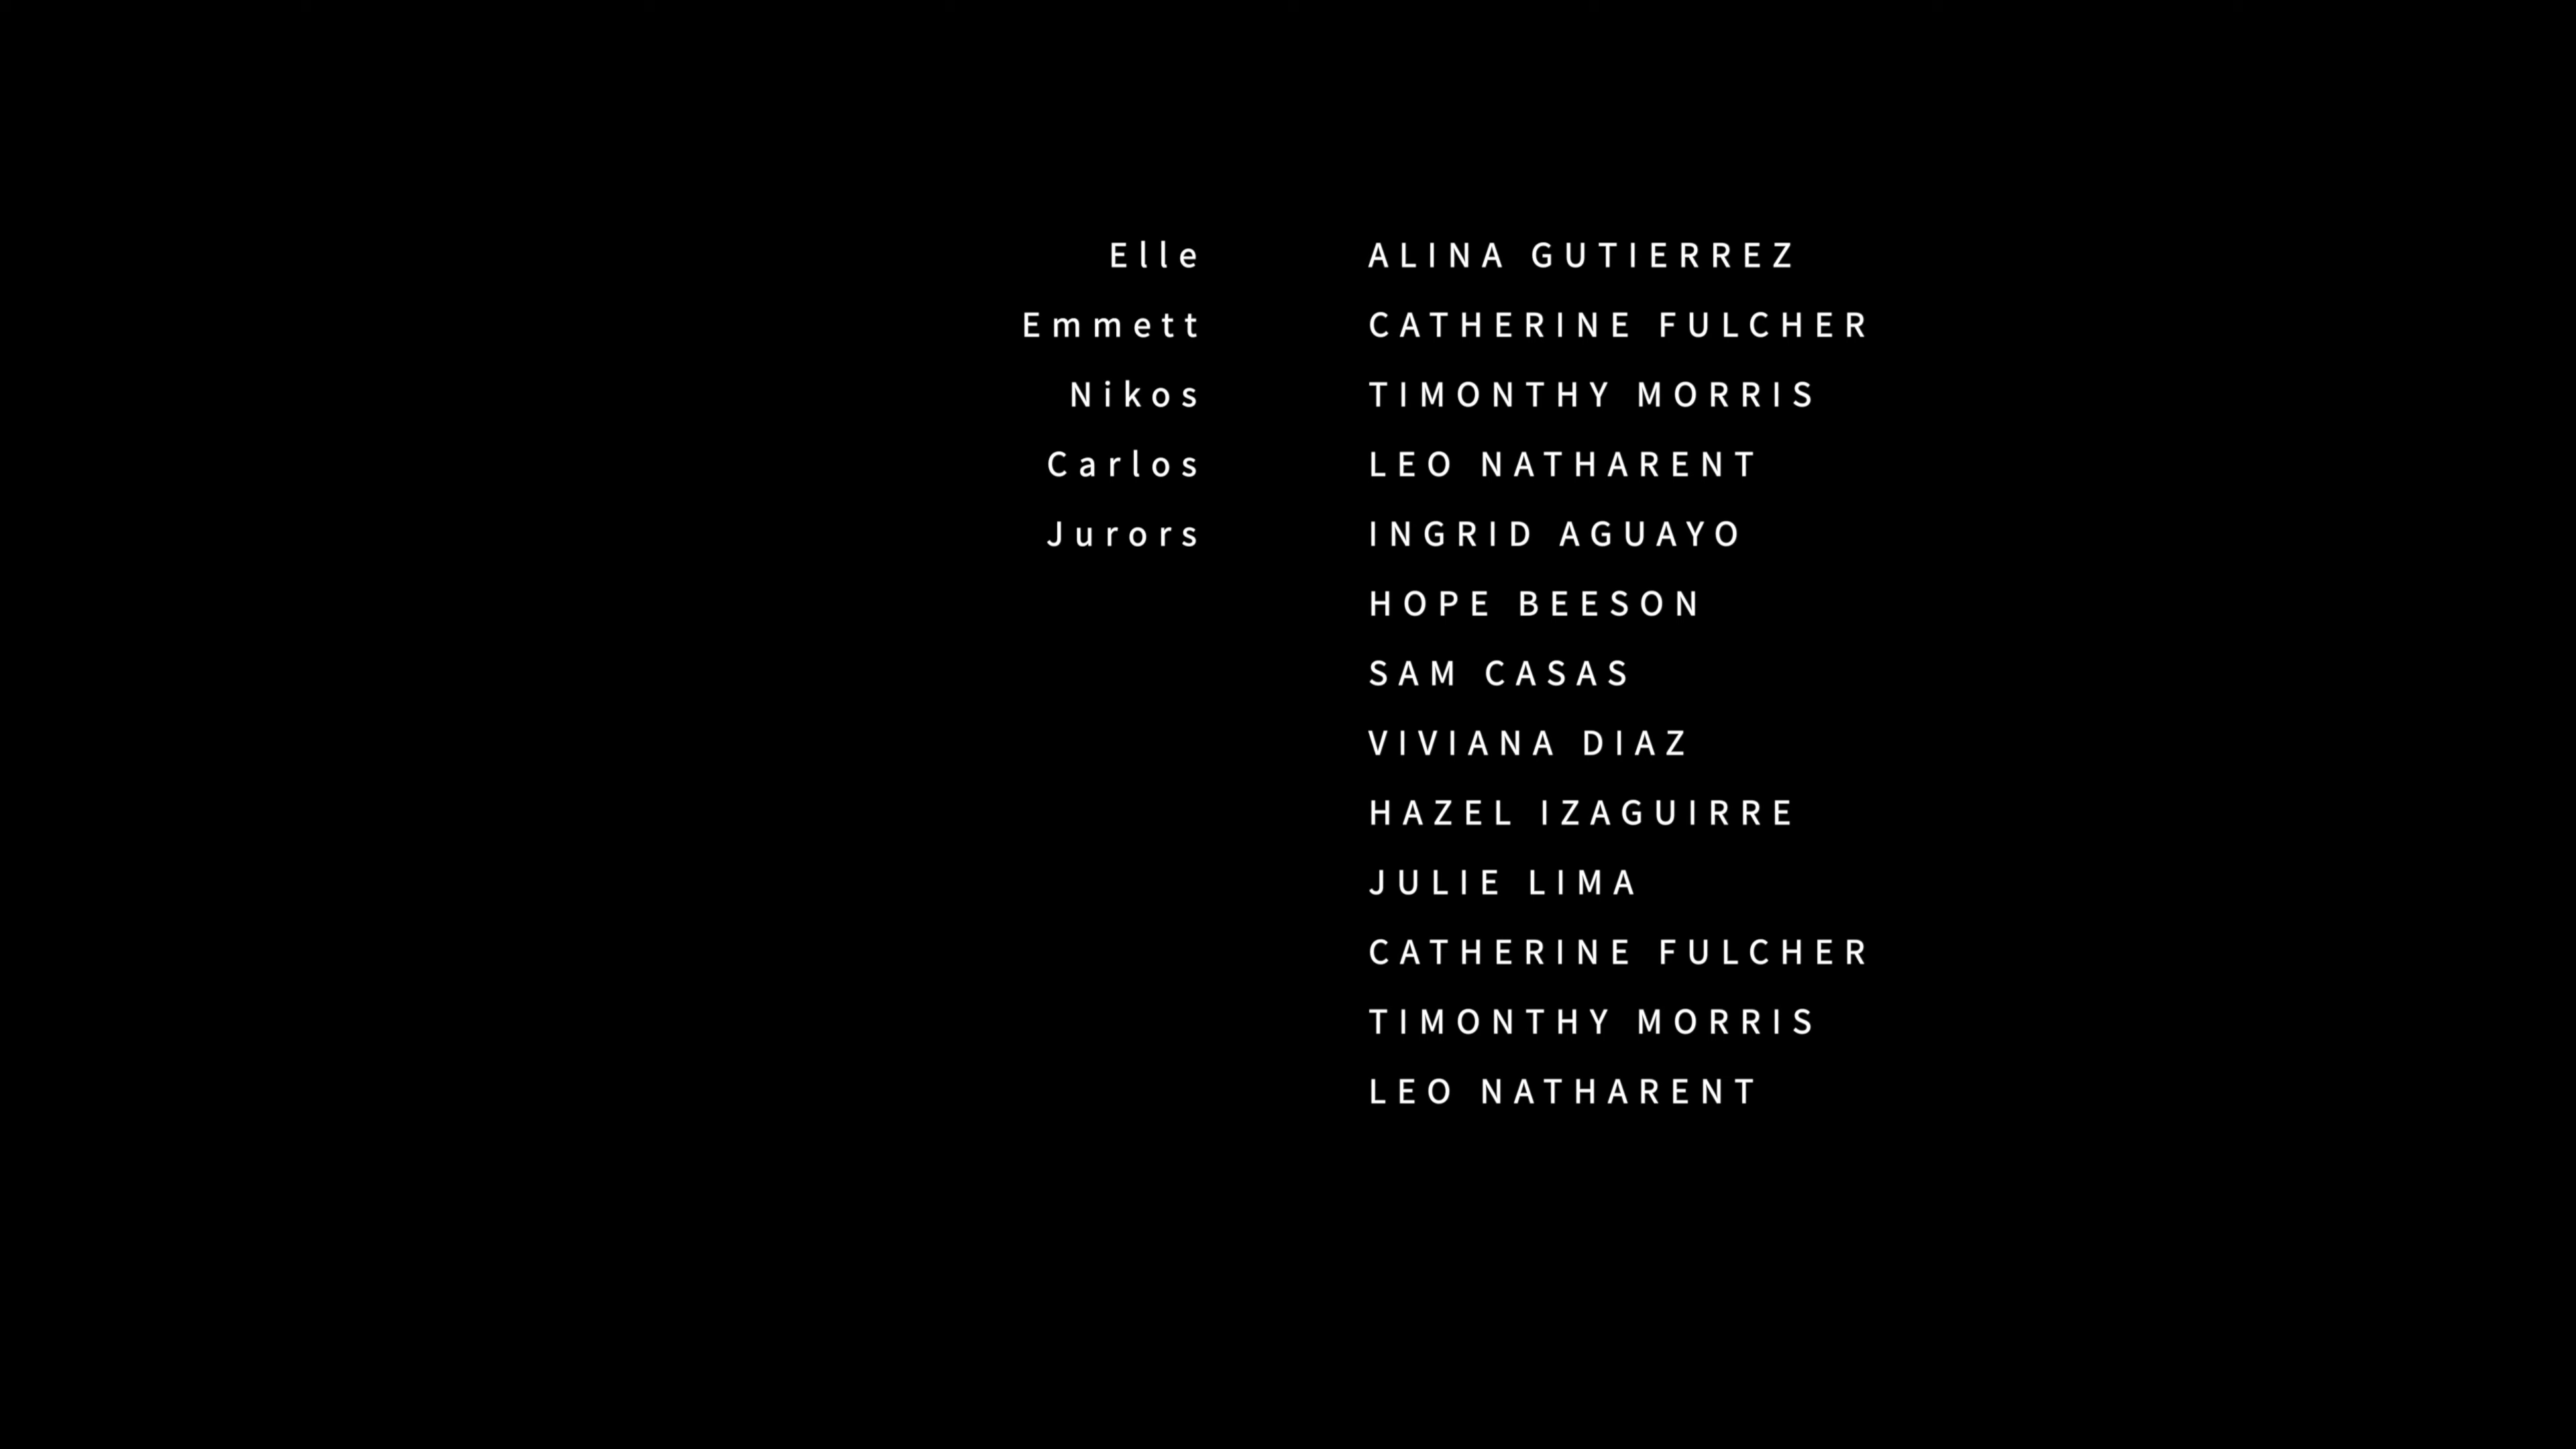 Elle ALINA GUTIERREZ
Emmett CATHERINE FULCHER
Nikos TIMONTHY MORRIS
Carlos LEO NATHARENT
Jurors INGRID AGUAYO
HOPE BEESON
SAM CASAS
VIVIANA DIAZ
HAZEL IZAGUIRRE
JULIE LIMA
CATHERINE FULCHER
TIMONTHY MORRIS
LEO NATHARENT